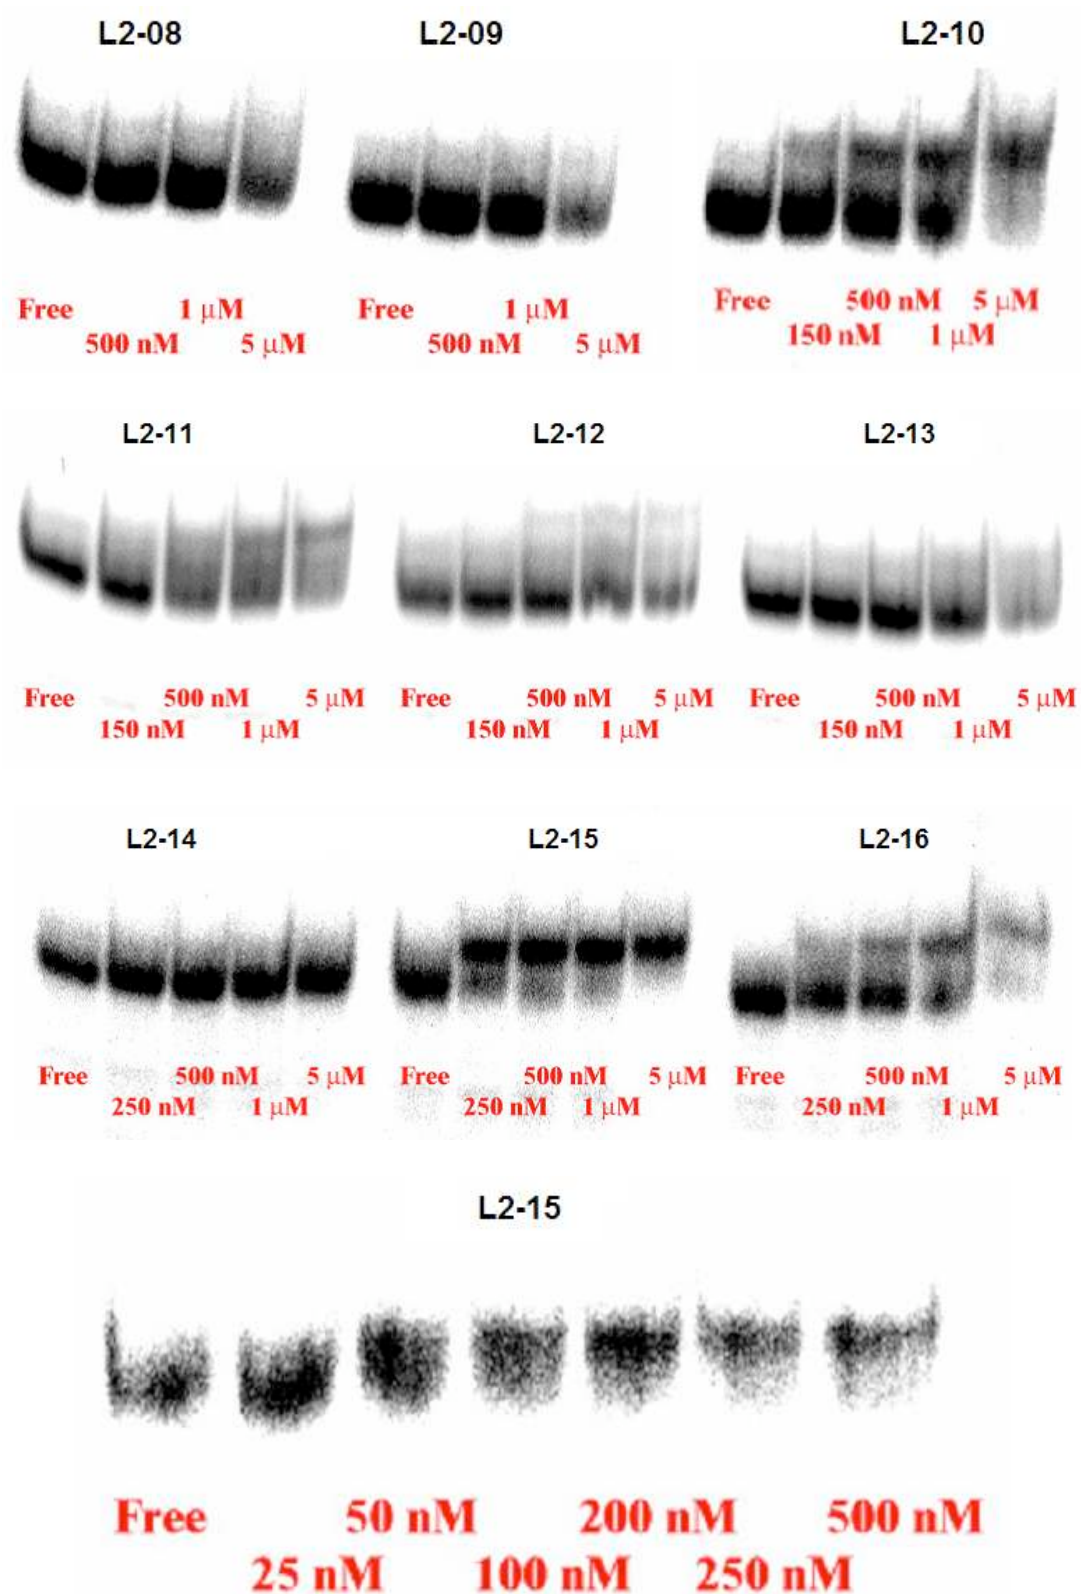 L2-08 L2-09 L2-10
Free 1 μM Free 1 μM Free 500 nM 5 μM
500 nM 5 μM 500 nM 5 μM 150 nM 1 μM
L2-11 L2-12 L2-13
Free 500 nM 5 μM Free 500 nM 5 μM Free 500 nM 5 μM
150 nM 1 μM 150 nM 1 μM 150 nM 1 μM
L2-14 L2-15 L2-16
Free 500 nM 5 μM Free 500 nM 5 μM Free 500 nM 5 μM
250 nM 1 μM 250 nM 1 μM 250 nM 1 μM
L2-15
Free 50 nM 200 nM 500 nM
25 nM 100 nM 250 nM